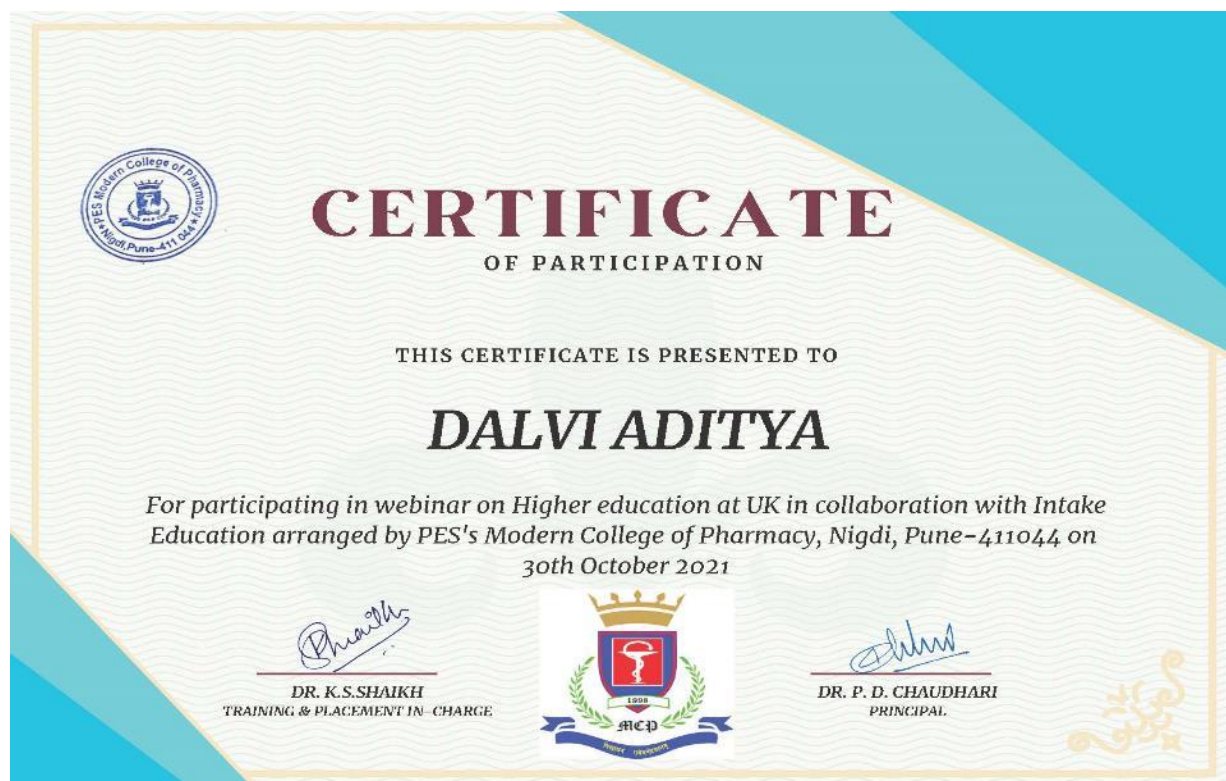 PES Modern College of Pharmacy
Nigdi, Pune-411 044
CERTIFICATE
OF PARTICIPATION
THIS CERTIFICATE IS PRESENTED TO
DALVI ADITYA
For participating in webinar on Higher education at UK in collaboration with Intake
Education arranged by PES's Modern College of Pharmacy, Nigdi, Pune-411044 on
30th October 2021
DR. K.S.SHAIKH
TRAINING & PLACEMENT IN-CHARGE
1998
MCP
DR. P. D. CHAUDHARI
PRINCIPAL